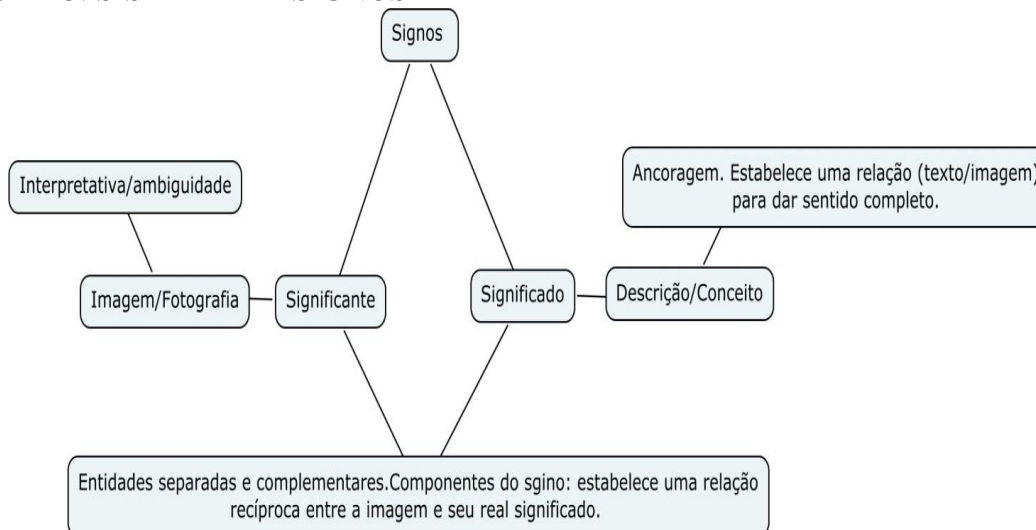 Signos
Interpretativa/ambiguidade
Ancoragem. Estabelece uma relação (texto/imagem)
para dar sentido completo.
Imagem/Fotografia
Significante
Significado
Descrição/Conceito
Entidades separadas e complementares.Componentes do sgino: estabelece uma relação
recíproca entre a imagem e seu real significado.